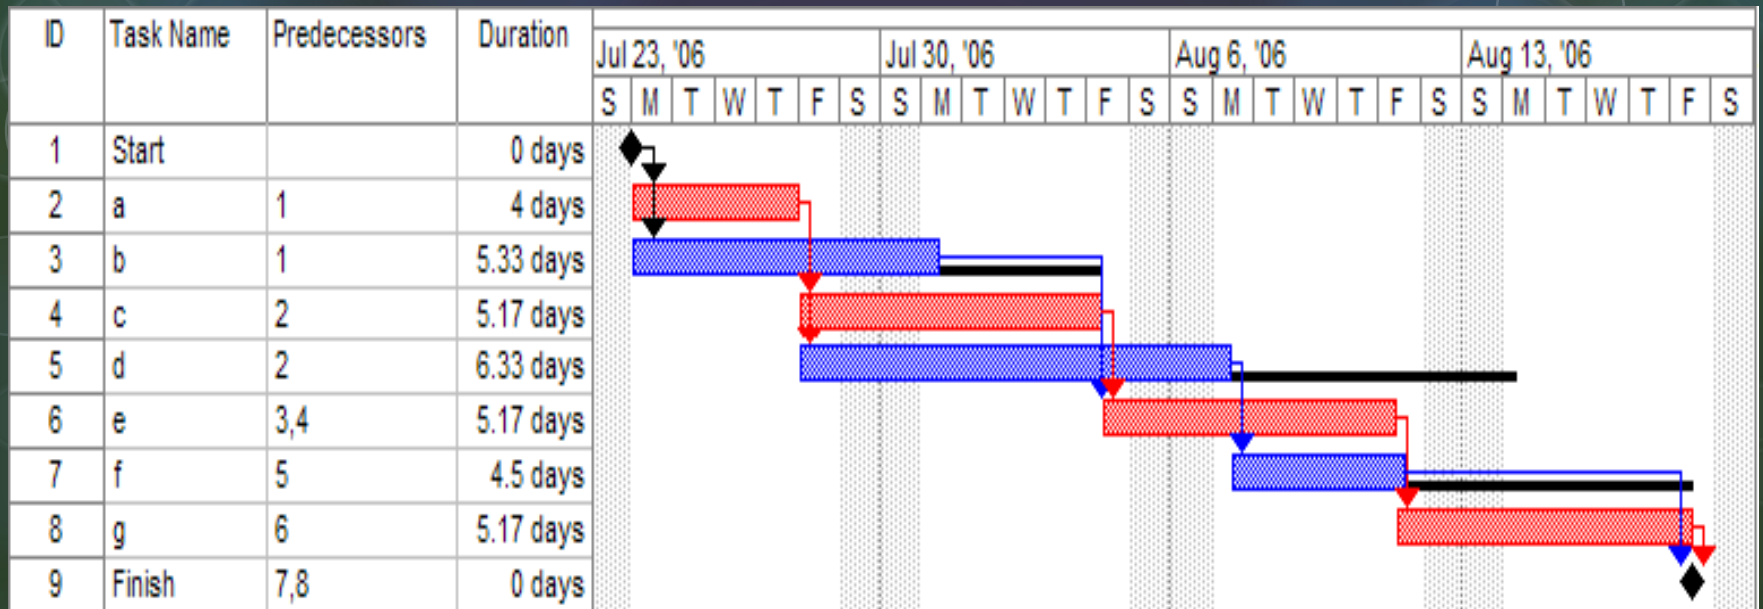 ID Task Name Predecessors Duration
Jul 23, '06 Jul 30, '06 Aug 6, '06 Aug 13, '06
S M T W T F S S M T W T F S S M T W T F S S M T W T F S
1 Start 0 days
2 a 1 4 days
3 b 1 5.33 days
4 c 2 5.17 days
5 d 2 6.33 days
6 e 3,4 5.17 days
7 f 5 4.5 days
8 g 6 5.17 days
9 Finish 7,8 0 days